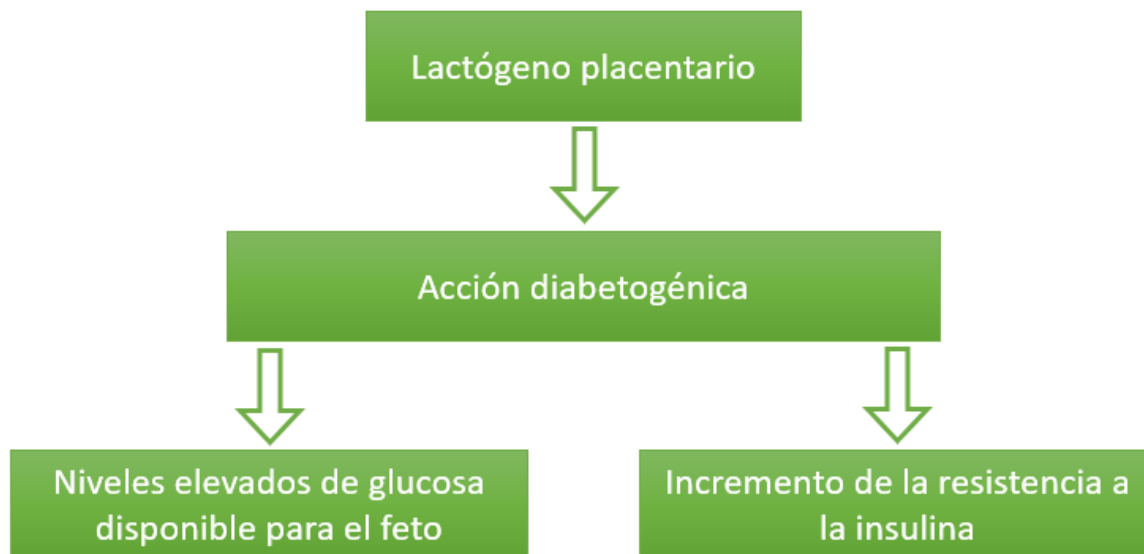 Lactógeno placentario
Acción diabetogénica
Niveles elevados de glucosa
disponible para el feto
Incremento de la resistencia a
la insulina